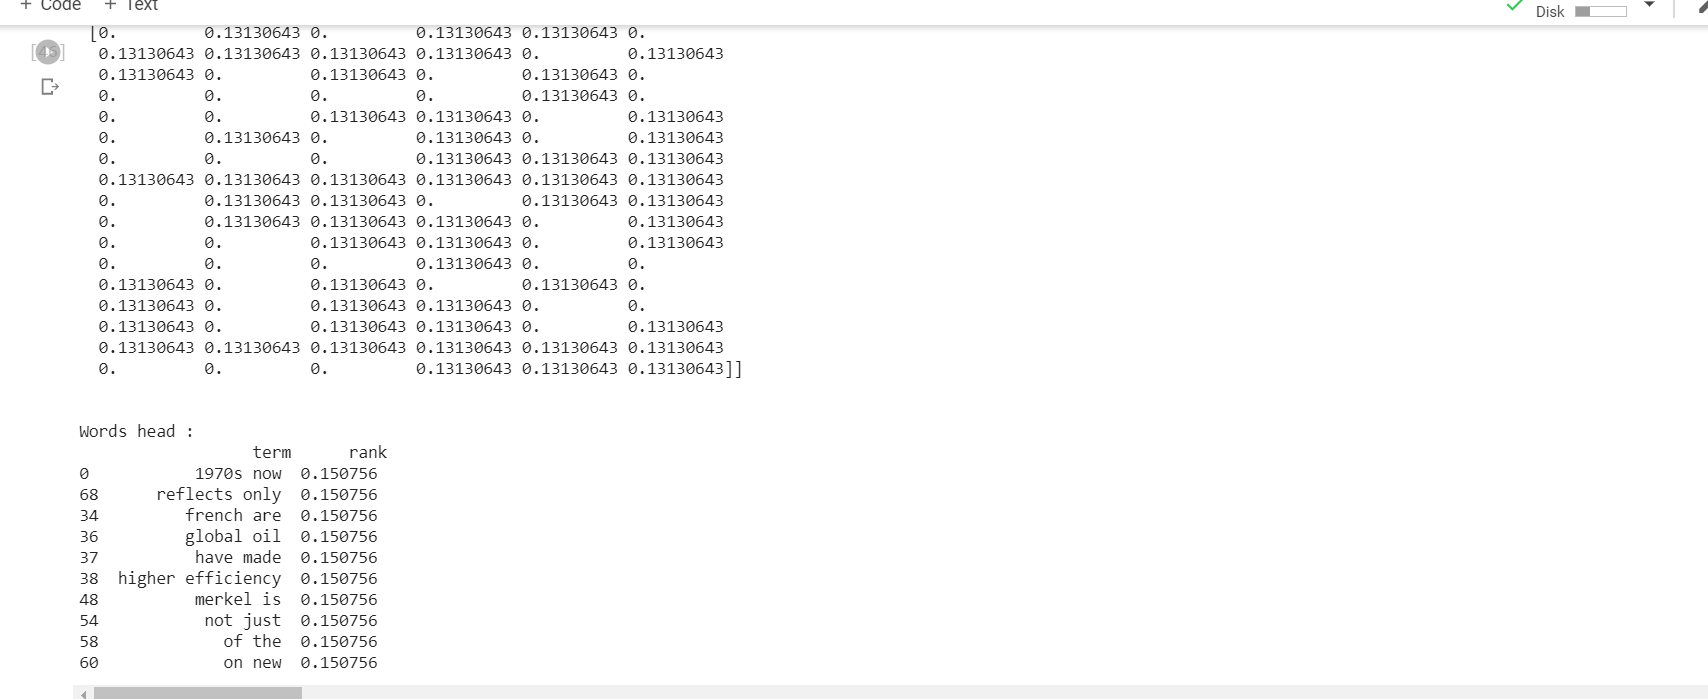 + Code + Text
Disk
[0. 0.13130643 0. 0.13130643 0.13130643 0.
0.13130643 0.13130643 0.13130643 0.13130643 0. 0.13130643
0.13130643 0. 0.13130643 0. 0.13130643 0.
0. 0. 0. 0. 0.13130643 0.
0. 0. 0.13130643 0.13130643 0. 0.13130643
0. 0.13130643 0. 0.13130643 0. 0.13130643
0. 0. 0. 0.13130643 0.13130643 0.13130643
0.13130643 0.13130643 0.13130643 0.13130643 0.13130643 0.13130643
0. 0.13130643 0.13130643 0. 0.13130643 0.13130643
0. 0.13130643 0.13130643 0.13130643 0. 0.13130643
0. 0. 0.13130643 0.13130643 0. 0.13130643
0. 0. 0. 0.13130643 0. 0.
0.13130643 0. 0.13130643 0. 0.13130643 0.
0.13130643 0. 0.13130643 0.13130643 0. 0.
0.13130643 0. 0.13130643 0.13130643 0. 0.13130643
0.13130643 0.13130643 0.13130643 0.13130643 0.13130643 0.13130643
0. 0. 0. 0.13130643 0.13130643 0.13130643]]
Words head :
term rank
0 1970s now 0.150756
68 reflects only 0.150756
34 french are 0.150756
36 global oil 0.150756
37 have made 0.150756
38 higher efficiency 0.150756
48 merkel is 0.150756
54 not just 0.150756
58 of the 0.150756
60 on new 0.150756